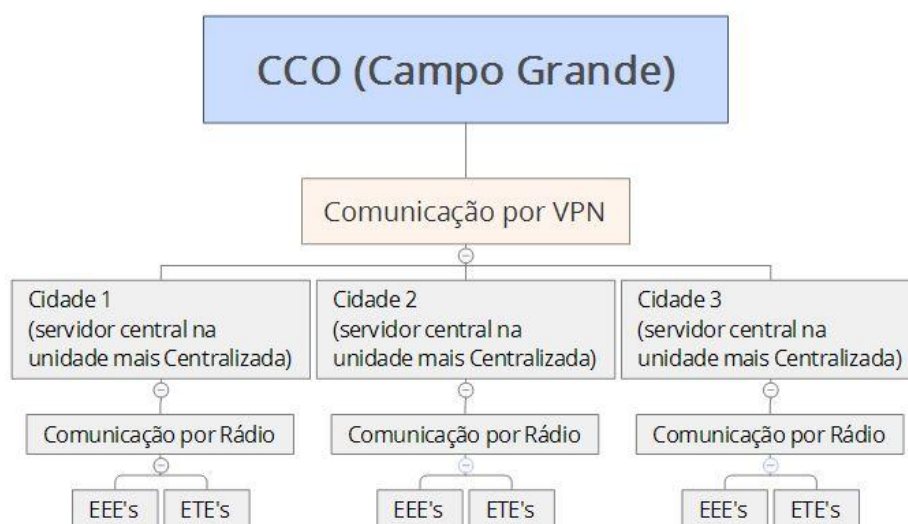 CCO (Campo Grande)
Comunicação por VPN
Cidade 1
(servidor central na
unidade mais Centralizada)
Cidade 2
(servidor central na
unidade mais Centralizada)
Cidade 3
(servidor central na
unidade mais Centralizada)
Comunicação por Rádio
Comunicação por Rádio
Comunicação por Rádio
EEE's
ETE's
EEE's
ETE's
EEE's
ETE's